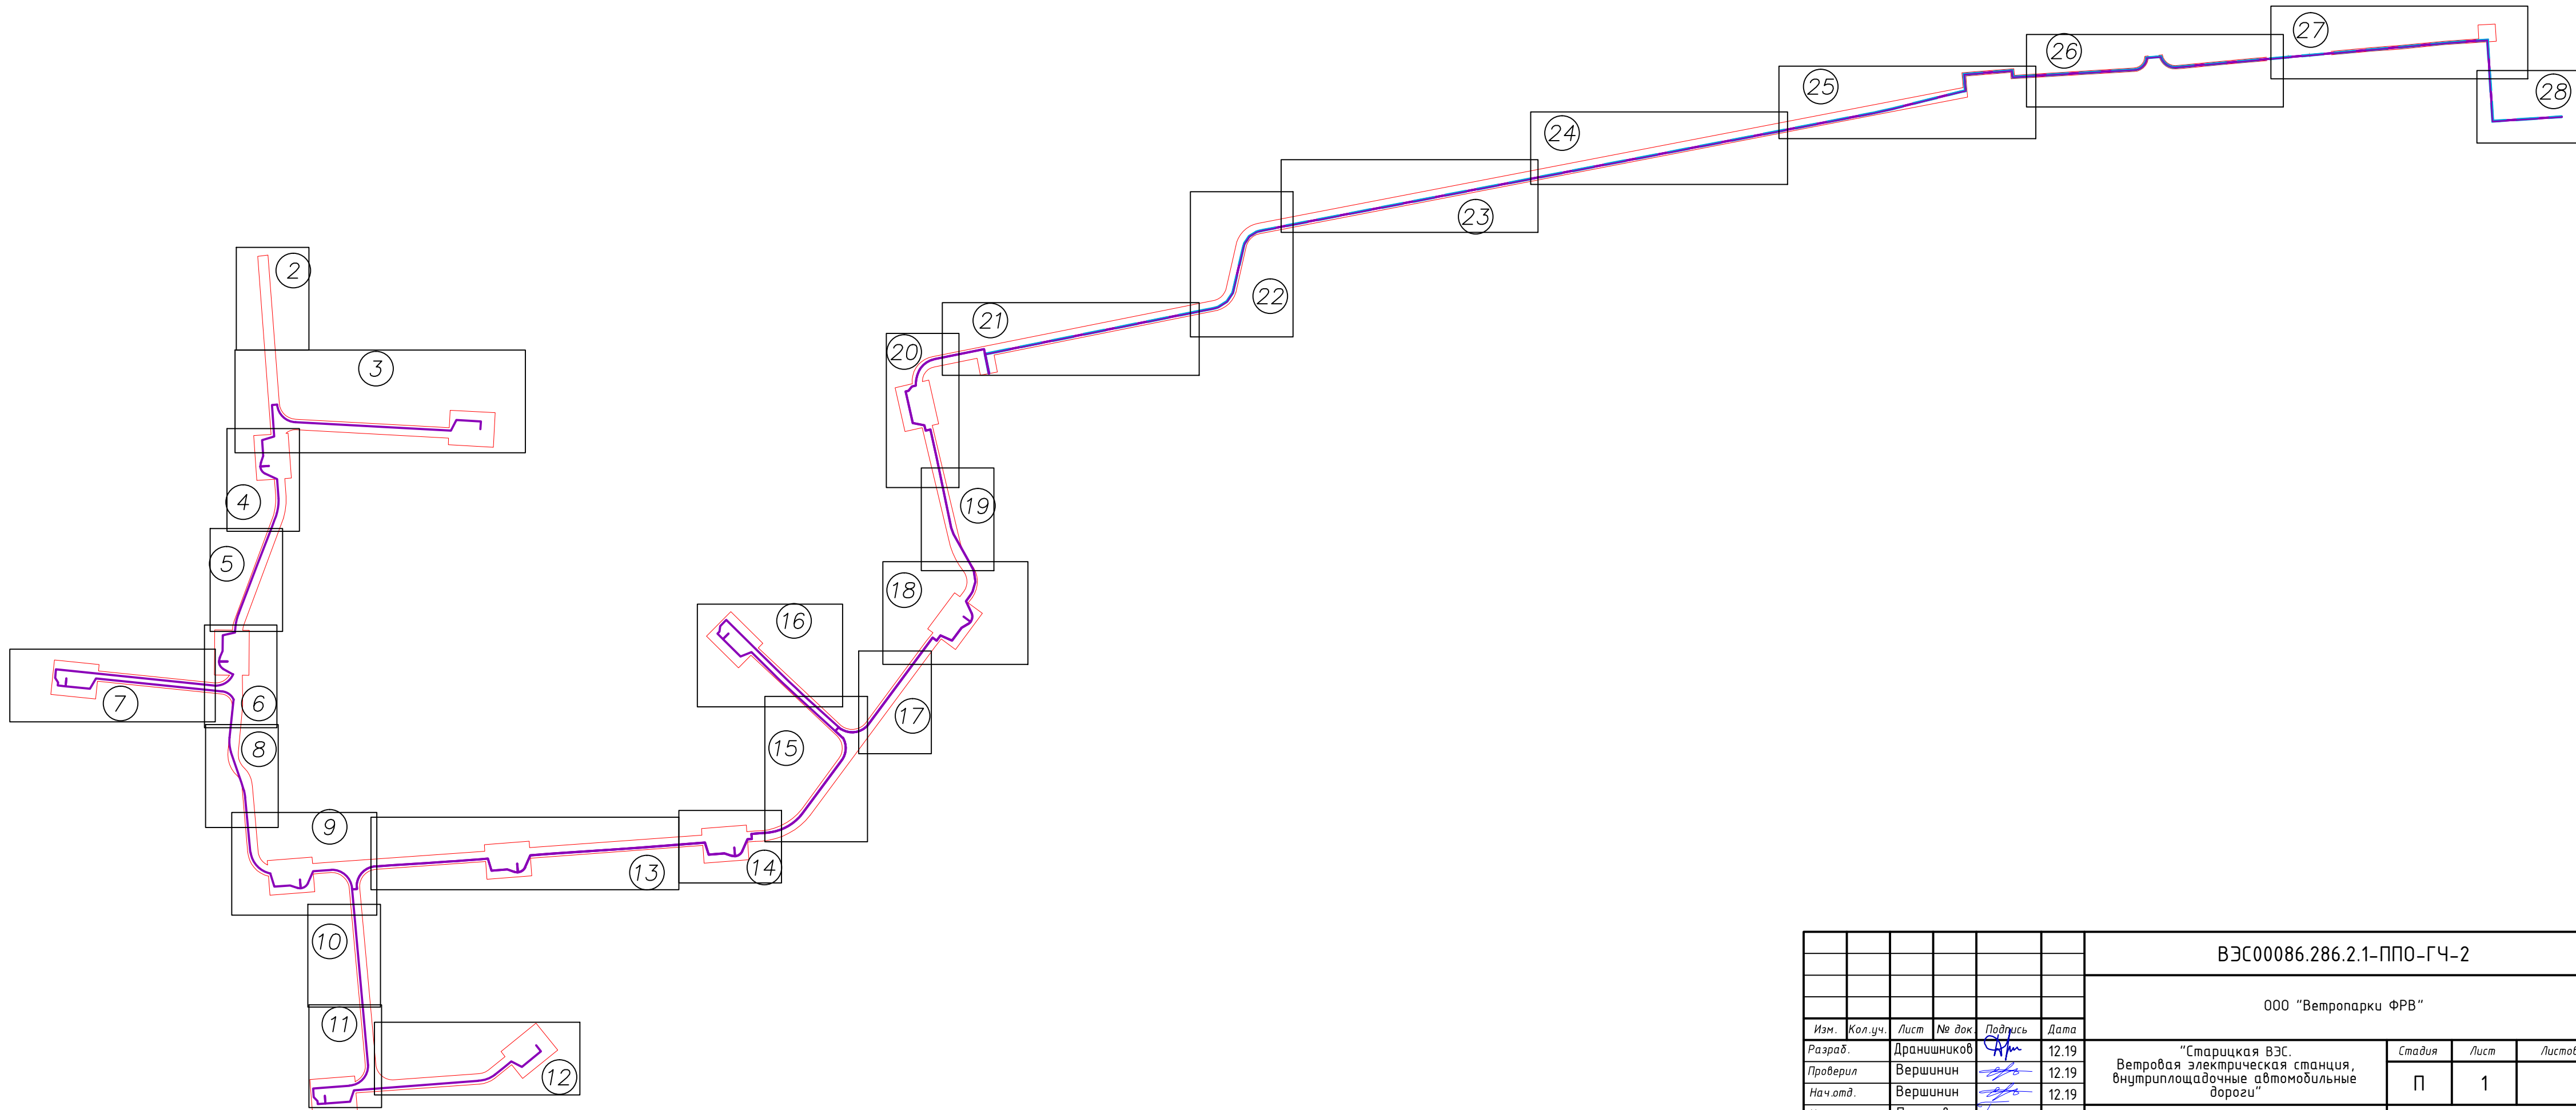 27
26
28
25
24
23
2
22
21
20
3
4
19
5
18
16
7
6
17
8
15
9
14
13
10
11
12
ВЭС00086.286.2.1-ППО-ГЧ-2
ООО "Ветропарки ФРВ"
Изм. Кол.уч. Лист № док. Подпись Дата
Разраб. Дранишников 12.19
Проверил Вершинин 12.19
Нач.отд. Вершинин 12.19
"Старицкая ВЭС.
Ветровая электрическая станция,
внутриплощадочные автомобильные
дороги"
Стадия Лист
П 1